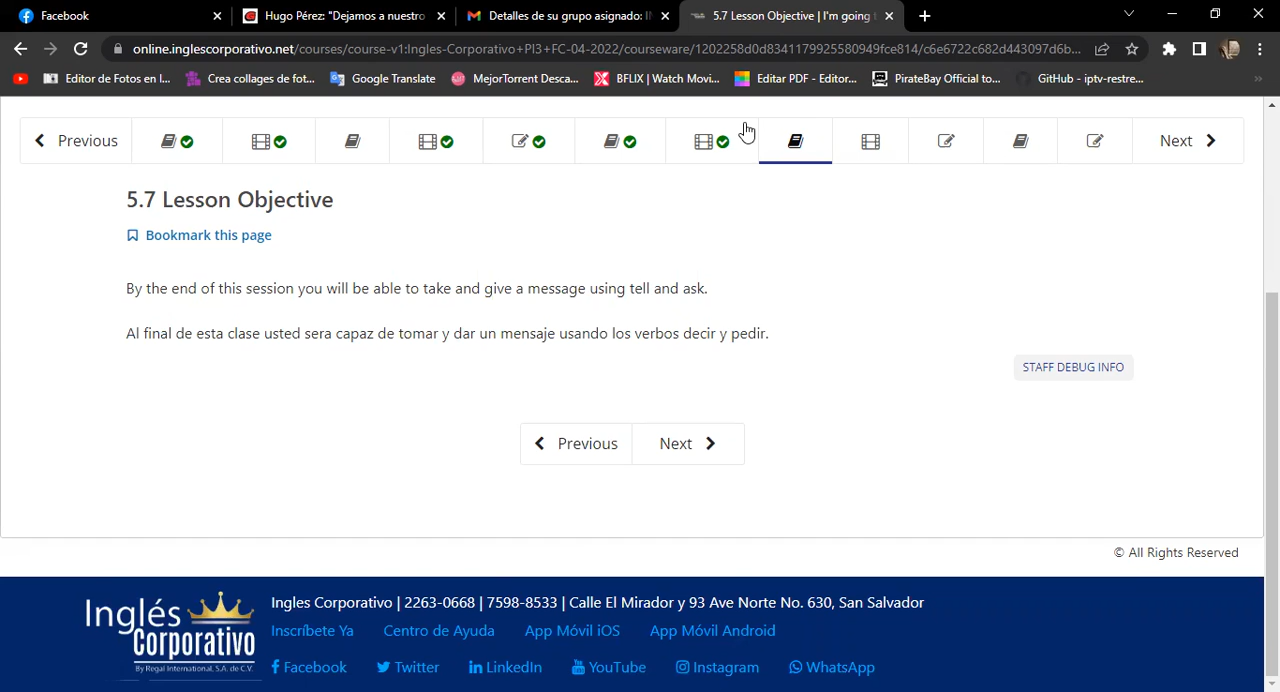 Facebook
Hugo Pérez: "Dejamos a nuestro
Detalles de su grupo asignado: I
5.7 Lesson Objective | I'm going
online.inglescorporativo.net/courses/course-v1:Ingles-Corporativo+PI3+FC-04-2022/courseware/1202258d0d8341179925580949fce814/c6e6722c682d443097d6b...
Editor de Fotos en l...
Crea collages de fot...
Google Translate
MejorTorrent Desca...
BFLIX | Watch Movi...
Editar PDF - Editor...
PirateBay Official to...
GitHub - iptv-restre...
Previous
Next
5.7 Lesson Objective
Bookmark this page
By the end of this session you will be able to take and give a message using tell and ask.
Al final de esta clase usted sera capaz de tomar y dar un mensaje usando los verbos decir y pedir.
STAFF DEBUG INFO
Previous
Next
© All Rights Reserved
Inglés
Corporativo
By Regal International, S.A. de C.V.
Ingles Corporativo | 2263-0668 | 7598-8533 | Calle El Mirador y 93 Ave Norte No. 630, San Salvador
Inscríbete Ya
Centro de Ayuda
App Móvil iOS
App Móvil Android
Facebook
Twitter
LinkedIn
YouTube
Instagram
WhatsApp